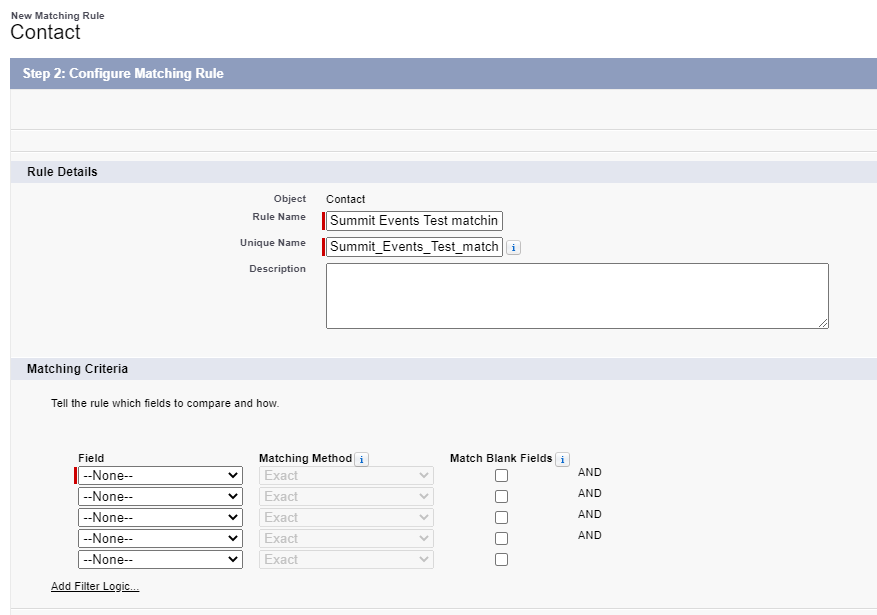 New Matching Rule
Contact
Step 2: Configure Matching Rule
Rule Details
Object Contact
Rule Name Summit Events Test matchin
Unique Name Summit_Events_Test_match i
Description
Matching Criteria
Tell the rule which fields to compare and how.
Field Matching Method i Match Blank Fields i
--None-- Exact AND
--None-- Exact AND
--None-- Exact AND
--None-- Exact AND
--None-- Exact
Add Filter Logic...